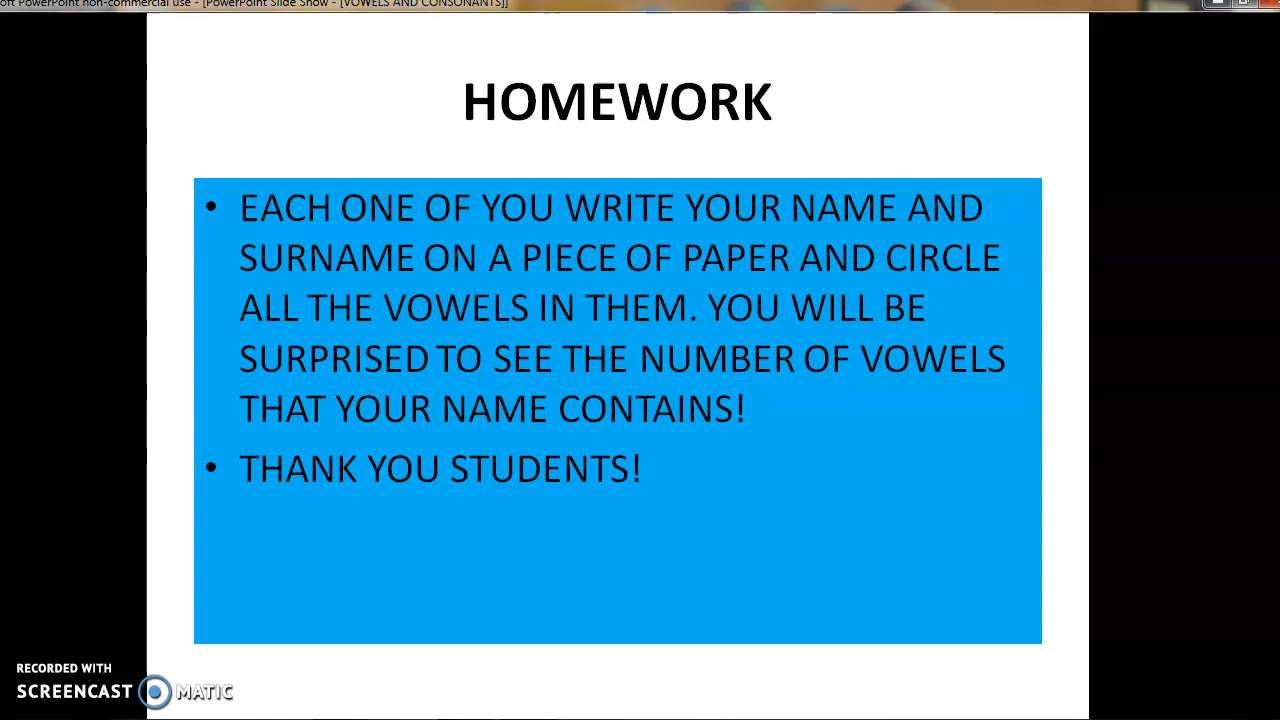 oft PowerPoint non-commercial use - [PowerPoint Slide Show - [VOWELS AND CONSONANTS]]
HOMEWORK
• EACH ONE OF YOU WRITE YOUR NAME AND
SURNAME ON A PIECE OF PAPER AND CIRCLE
ALL THE VOWELS IN THEM. YOU WILL BE
SURPRISED TO SEE THE NUMBER OF VOWELS
THAT YOUR NAME CONTAINS!
• THANK YOU STUDENTS!
RECORDED WITH
SCREENCAST MATIC